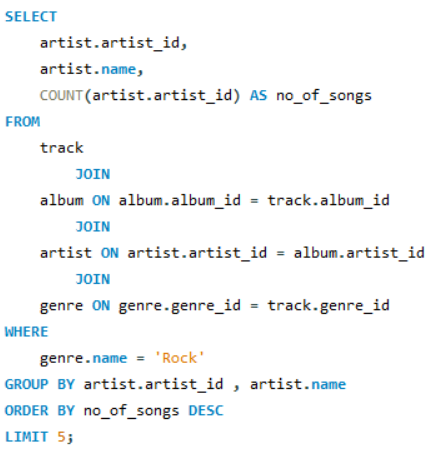 SELECT
artist.artist_id,
artist.name,
COUNT(artist.artist_id) AS no_of_songs
FROM
track
JOIN
album ON album.album_id = track.album_id
JOIN
artist ON artist.artist_id = album.artist_id
JOIN
genre ON genre.genre_id = track.genre_id
WHERE
genre.name = 'Rock'
GROUP BY artist.artist_id , artist.name
ORDER BY no_of_songs DESC
LIMIT 5;